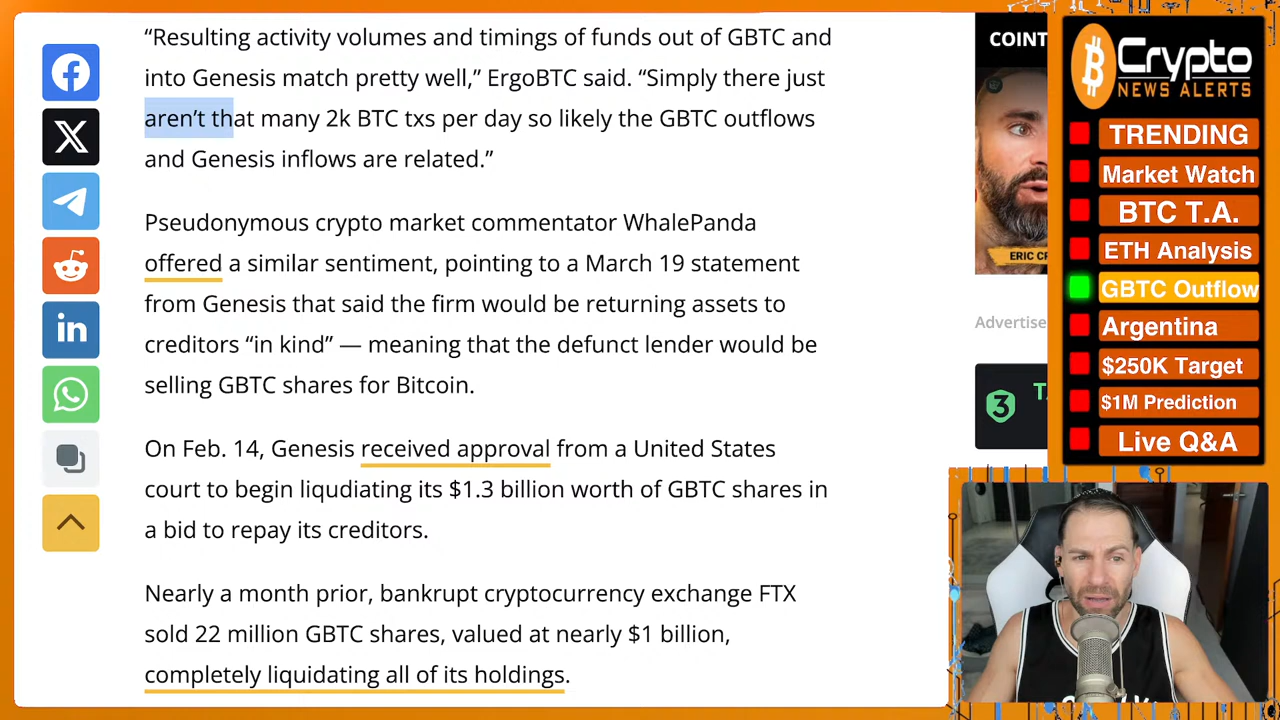 “Resulting activity volumes and timings of funds out of GBTC and
into Genesis match pretty well,” ErgoBTC said. “Simply there just
aren’t that many 2k BTC txs per day so likely the GBTC outflows
and Genesis inflows are related.”
Pseudonymous crypto market commentator WhalePanda
offered a similar sentiment, pointing to a March 19 statement
from Genesis that said the firm would be returning assets to
creditors “in kind” — meaning that the defunct lender would be
selling GBTC shares for Bitcoin.
On Feb. 14, Genesis received approval from a United States
court to begin liqudiating its $1.3 billion worth of GBTC shares in
a bid to repay its creditors.
Nearly a month prior, bankrupt cryptocurrency exchange FTX
sold 22 million GBTC shares, valued at nearly $1 billion,
completely liquidating all of its holdings.
COINT
ERIC CR
Advertise
3
T
Crypto
NEWS ALERTS
TRENDING
Market Watch
BTC T.A.
ETH Analysis
GBTC Outflow
Argentina
$250K Target
$1M Prediction
Live Q&A